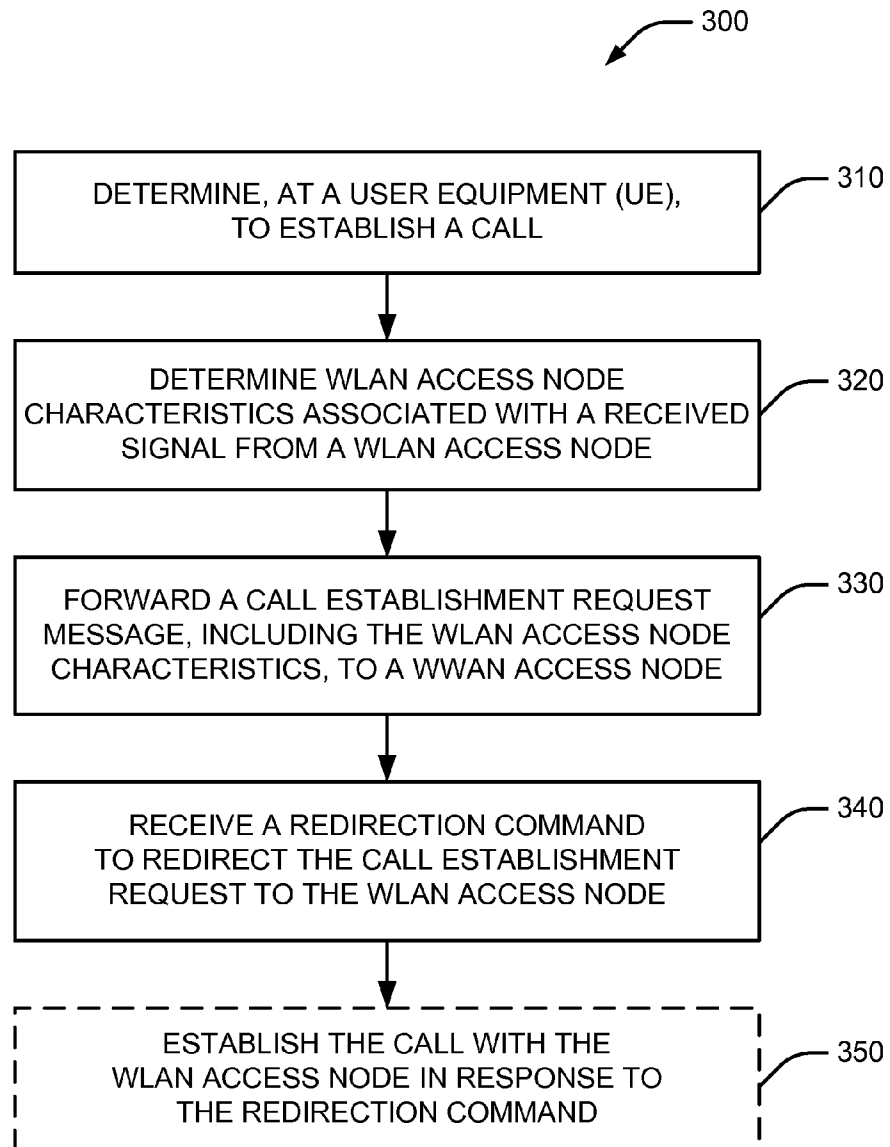 300
DETERMINE, AT A USER EQUIPMENT (UE),
TO ESTABLISH A CALL
310
DETERMINE WLAN ACCESS NODE
CHARACTERISTICS ASSOCIATED WITH A RECEIVED
SIGNAL FROM A WLAN ACCESS NODE
320
FORWARD A CALL ESTABLISHMENT REQUEST
MESSAGE, INCLUDING THE WLAN ACCESS NODE
CHARACTERISTICS, TO A WWAN ACCESS NODE
330
RECEIVE A REDIRECTION COMMAND
TO REDIRECT THE CALL ESTABLISHMENT
REQUEST TO THE WLAN ACCESS NODE
340
ESTABLISH THE CALL WITH THE
WLAN ACCESS NODE IN RESPONSE TO
THE REDIRECTION COMMAND
350